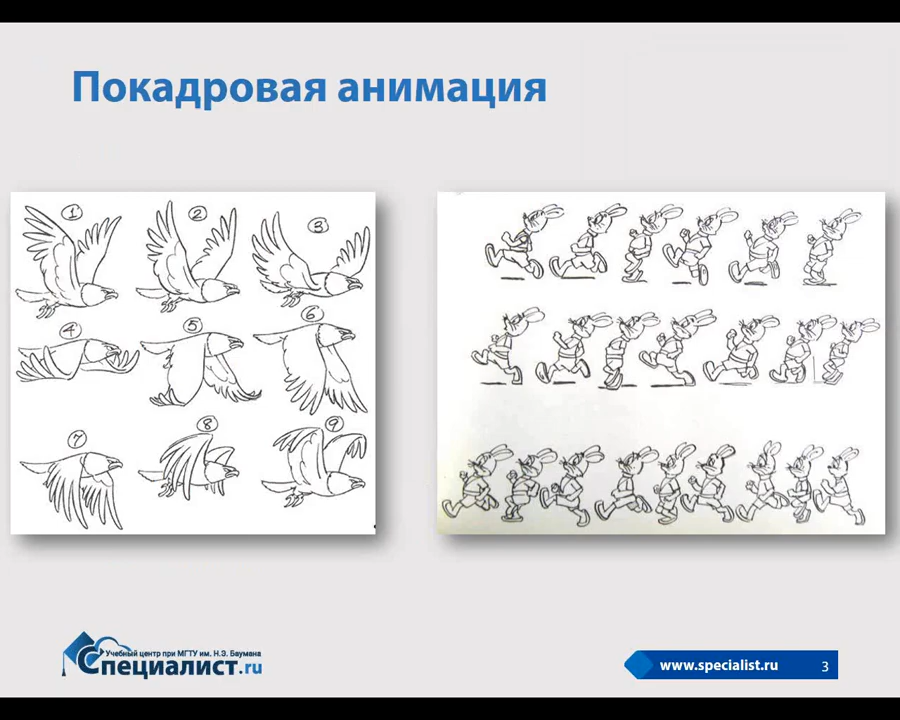 Покадровая анимация
1
2
3
4
5
6
7
8
9
Учебный центр при МГТУ им. Н.Э. Баумана
Специалист.ru
www.specialist.ru
3